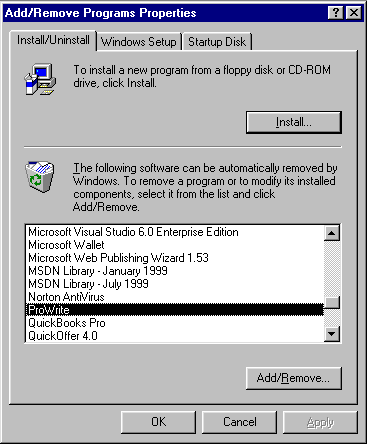 Add/Remove Programs Properties
Install/Uninstall Windows Setup Startup Disk
To install a new program from a floppy disk or CD-ROM
drive, click Install.
Install...
The following software can be automatically removed by
Windows. To remove a program or to modify its installed
components, select it from the list and click
Add/Remove.
Microsoft Visual Studio 6.0 Enterprise Edition
Microsoft Wallet
Microsoft Web Publishing Wizard 1.53
MSDN Library - January 1999
MSDN Library - July 1999
Norton AntiVirus
ProWrite
QuickBooks Pro
QuickOffer 4.0
Add/Remove...
OK Cancel Apply